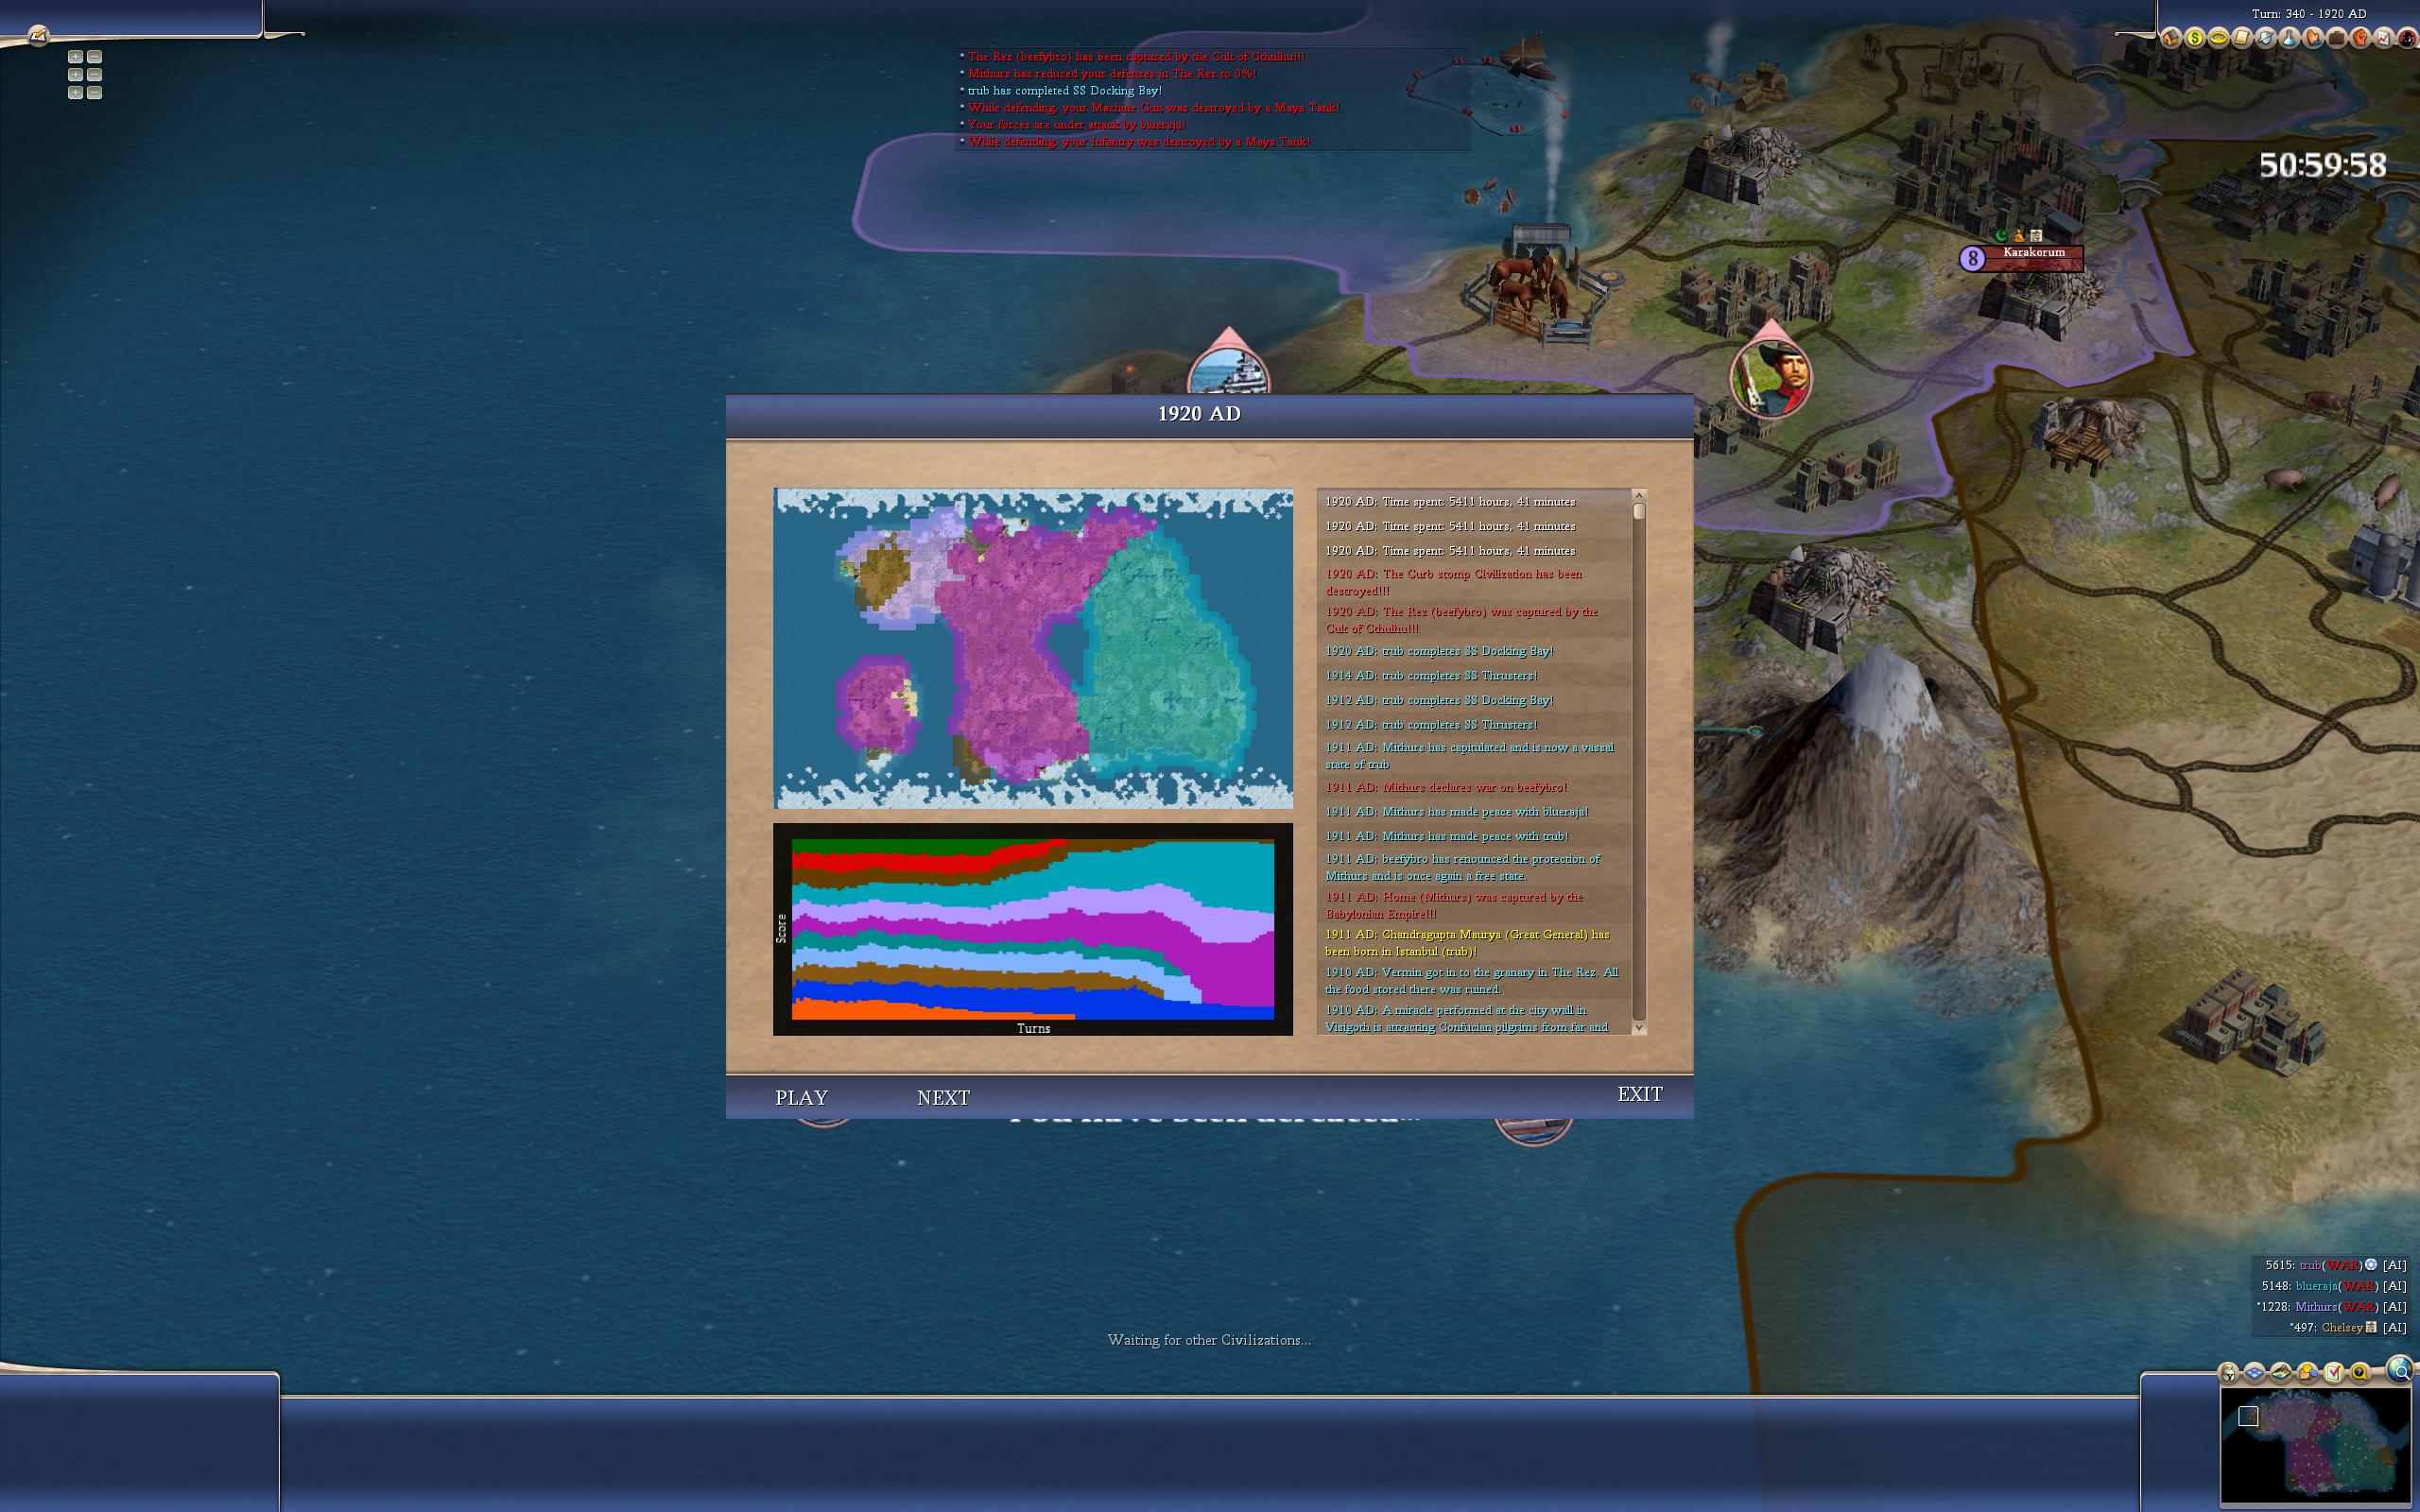 Turn: 340 - 1920 AD
The Rez (beefybro) has been captured by the Cult of Cthulhu!!!
Mithurs has reduced your defenses in The Rez to 0%!
trub has completed SS Docking Bay!
While defending, your Machine Gun was destroyed by a Maya Tank!
Your forces are under attack by blueraja!
While defending, your Infantry was destroyed by a Maya Tank!
50:59:58
8 Karakorum
1920 AD
1920 AD: Time spent: 5411 hours, 41 minutes
1920 AD: Time spent: 5411 hours, 41 minutes
1920 AD: Time spent: 5411 hours, 41 minutes
1920 AD: The Curb stomp Civilization has been
destroyed!!!
1920 AD: The Rez (beefybro) was captured by the
Cult of Cthulhu!!!
1920 AD: trub completes SS Docking Bay!
1914 AD: trub completes SS Thrusters!
1912 AD: trub completes SS Docking Bay!
1912 AD: trub completes SS Thrusters!
1911 AD: Mithurs has capitulated and is now a vassal
state of trub
1911 AD: Mithurs declares war on beefybro!
1911 AD: Mithurs has made peace with blueraja!
1911 AD: Mithurs has made peace with trub!
1911 AD: beefybro has renounced the protection of
Mithurs and is once again a free state.
1911 AD: Home (Mithurs) was captured by the
Babylonian Empire!!!
1911 AD: Chandragupta Maurya (Great General) has
been born in Istanbul (trub)!
1910 AD: Vermin got in to the granary in The Rez. All
the food stored there was ruined.
1910 AD: A miracle performed at the city wall in
Visigoth is attracting Confucian pilgrims from far and
Score
Turns
PLAY
NEXT
EXIT
You have been defeated...
5615: trub(WAR) [AI]
5148: blueraja(WAR) [AI]
*1228: Mithurs(WAR) [AI]
*497: Chelsey [AI]
Waiting for other Civilizations...